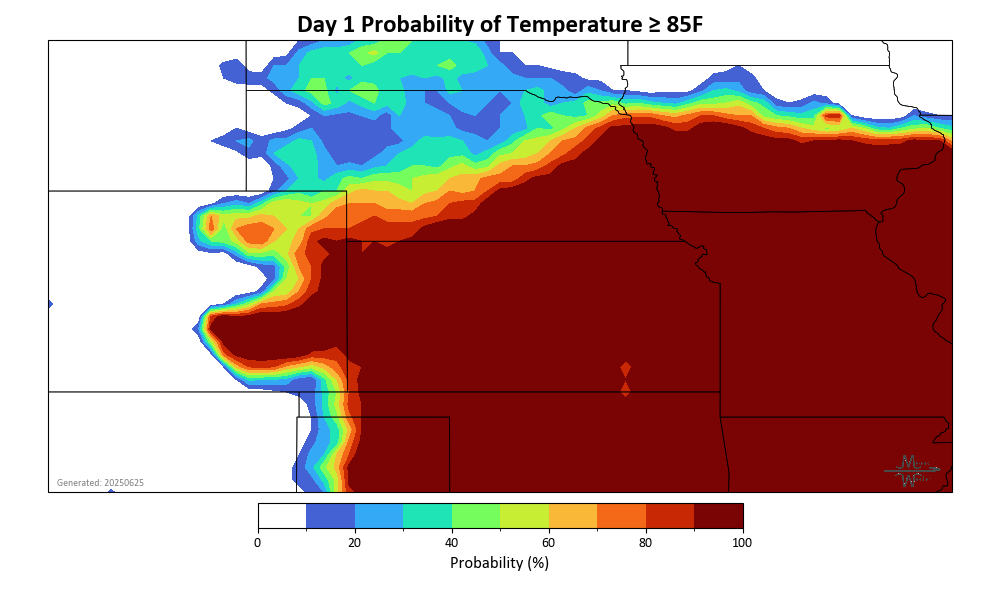 Day 1 Probability of Temperature ≥ 85F
Generated: 20250625
0 20 40 60 80 100
Probability (%)